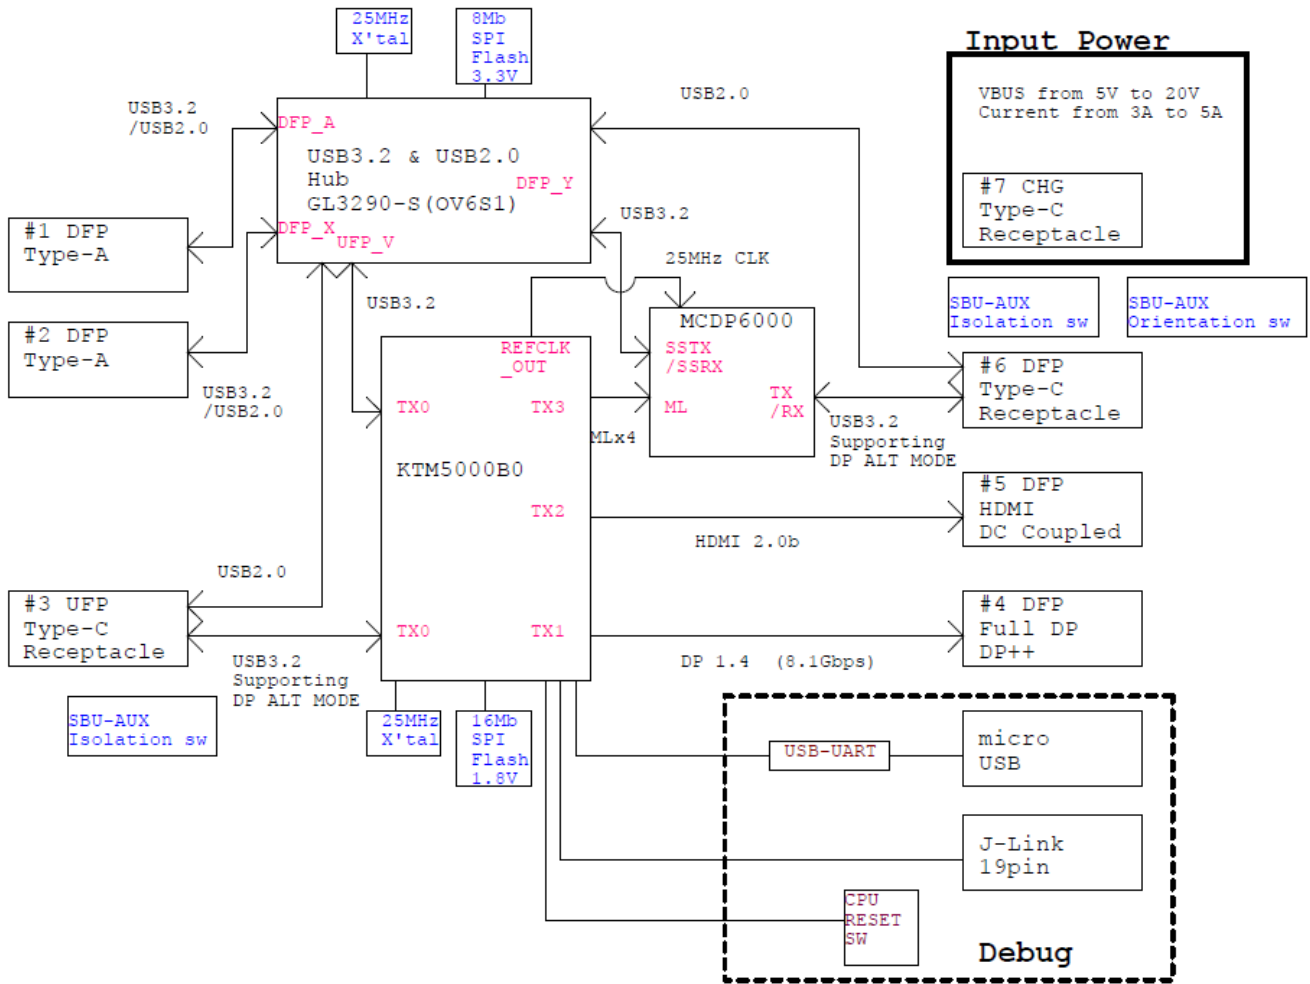 25MHz
X'tal
8Mb
SPI
Flash
3.3V
Input Power
VBUS from 5V to 20V
Current from 3A to 5A
#7 CHG
Type-C
Receptacle
USB3.2
/USB2.0
USB2.0
DFP_A
USB3.2 & USB2.0
Hub
GL3290-S(OV6S1)
DFP_Y
DFP_X
UFP_V
#1 DFP
Type-A
USB3.2
25MHz CLK
USB3.2
SBU-AUX
Isolation sw
SBU-AUX
Orientation sw
#2 DFP
Type-A
USB3.2
/USB2.0
REFCLK
_OUT
MCDP6000
SSTX
/SSRX
ML
TX
/RX
#6 DFP
Type-C
Receptacle
TX0
TX3
MLx4
USB3.2
Supporting
DP ALT MODE
KTM5000B0
TX2
HDMI 2.0b
#5 DFP
HDMI
DC Coupled
USB2.0
#3 UFP
Type-C
Receptacle
TX0
TX1
DP 1.4 (8.1Gbps)
#4 DFP
Full DP
DP++
USB3.2
Supporting
DP ALT MODE
SBU-AUX
Isolation sw
25MHz
X'tal
16Mb
SPI
Flash
1.8V
USB-UART
micro
USB
J-Link
19pin
CPU
RESET
SW
Debug